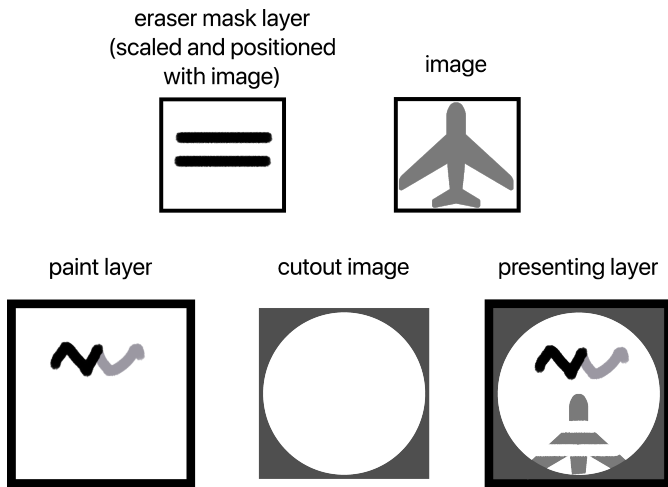 eraser mask layer
(scaled and positioned
with image)
image
paint layer
cutout image
presenting layer